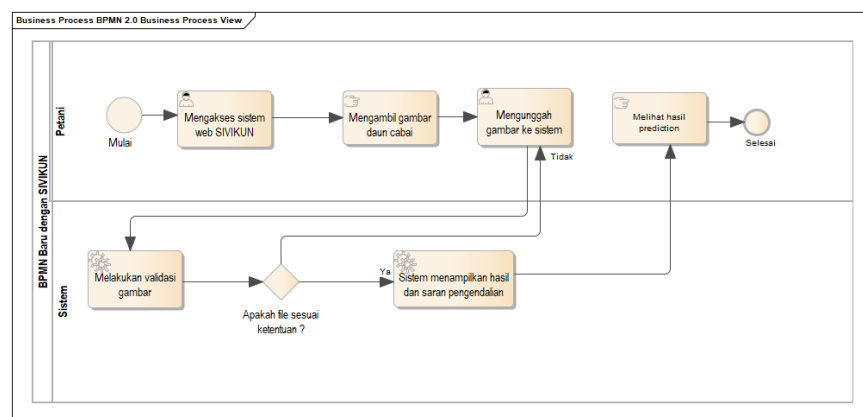 Business Process BPMN 2.0 Business Process View
BPMN Baru dengan SIVIKUN
Petani
Mulai
Mengakses sistem
web SIVIKUN
Mengambil gambar
daun cabai
Mengunggah
gambar ke sistem
Melihat hasil
prediction
Selesai
Tidak
Sistem
Melakukan validasi
gambar
Apakah file sesuai
ketentuan ?
Ya
Sistem menampilkan hasil
dan saran pengendalian